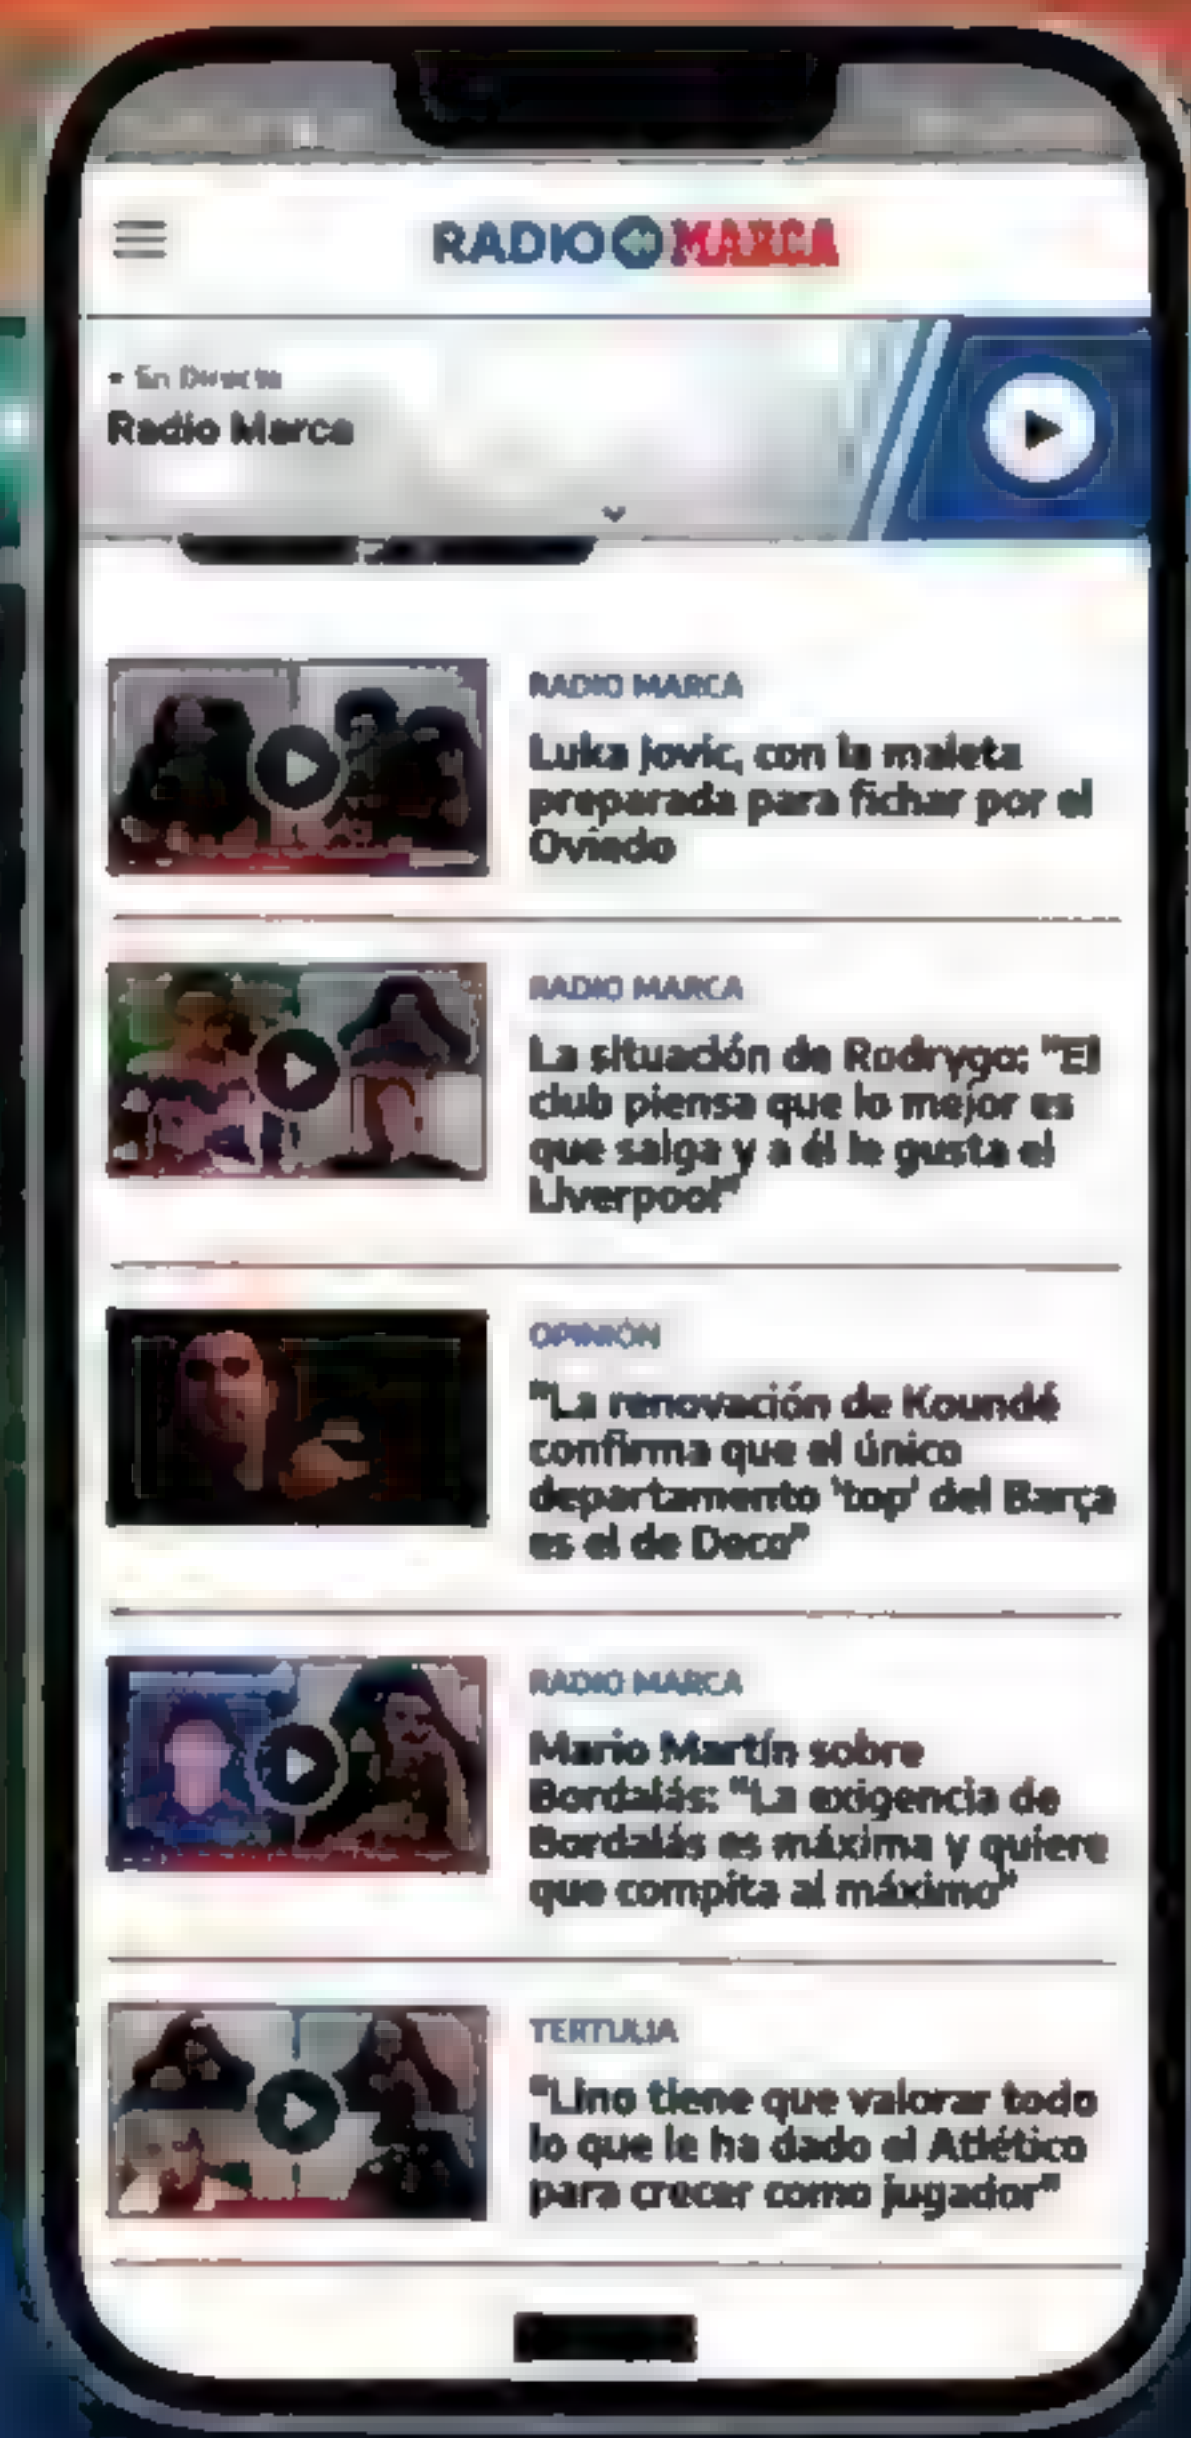 RADIO MARCA
• En Directo
Radio Marca
RADIO MARCA
Luka Jovic, con la maleta
preparada para fichar por el
Oviedo
RADIO MARCA
La situación de Rodrygo: "El
club piensa que lo mejor es
que salga y a él le gusta el
Liverpool"
OPINIÓN
"La renovación de Koundé
confirma que el único
departamento 'top' del Barça
es el de Deco"
RADIO MARCA
Mario Martín sobre
Bordalás: "La exigencia de
Bordalás es máxima y quiere
que compita al máximo"
TERTULIA
"Lino tiene que valorar todo
lo que le ha dado el Atlético
para crecer como jugador"